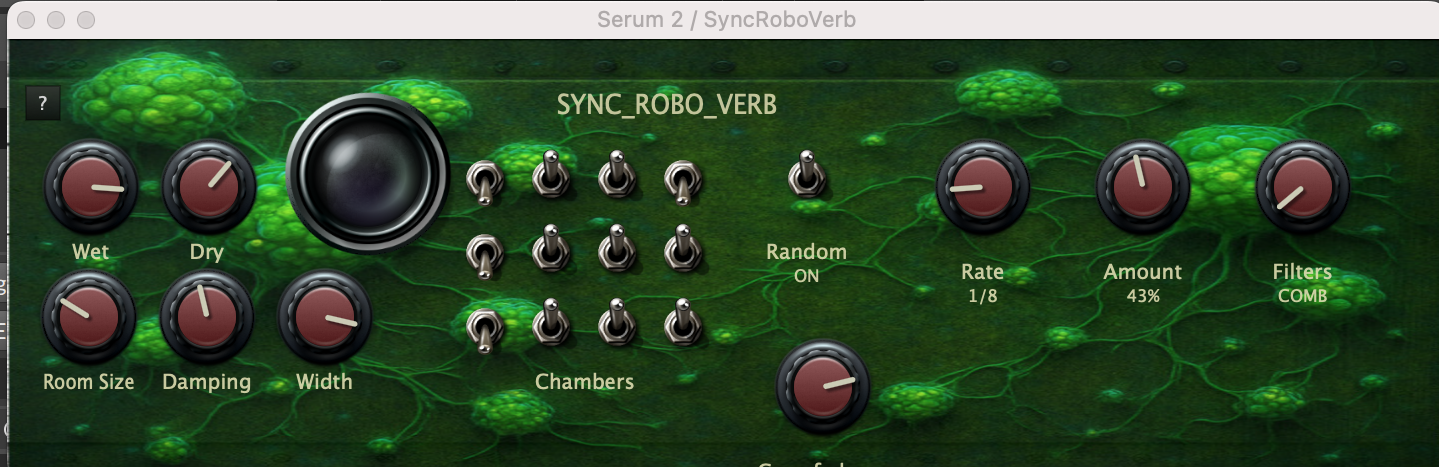 Serum 2 / SyncRoboVerb
?
SYNC_ROBO_VERB
Wet
Dry
Random
ON
Rate
1/8
Amount
43%
Filters
COMB
Room Size
Damping
Width
Chambers